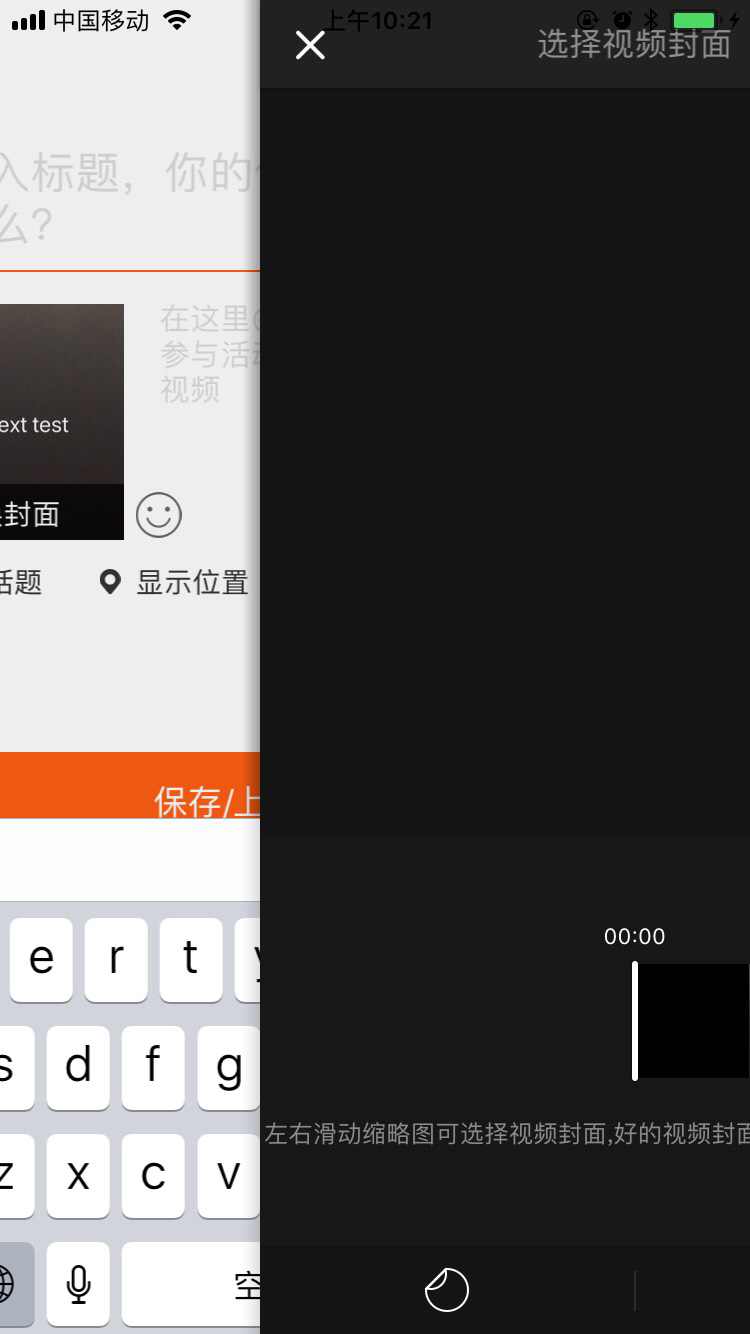 中国移动
上午10:21
选择视频封面
入标题，你的
么?
在这里
参与活动
视频
ext test
封面
话题
显示位置
保存/上
00:00
e r t y
s d f g
左右滑动缩略图可选择视频封面,好的视频封面
z x c v
空